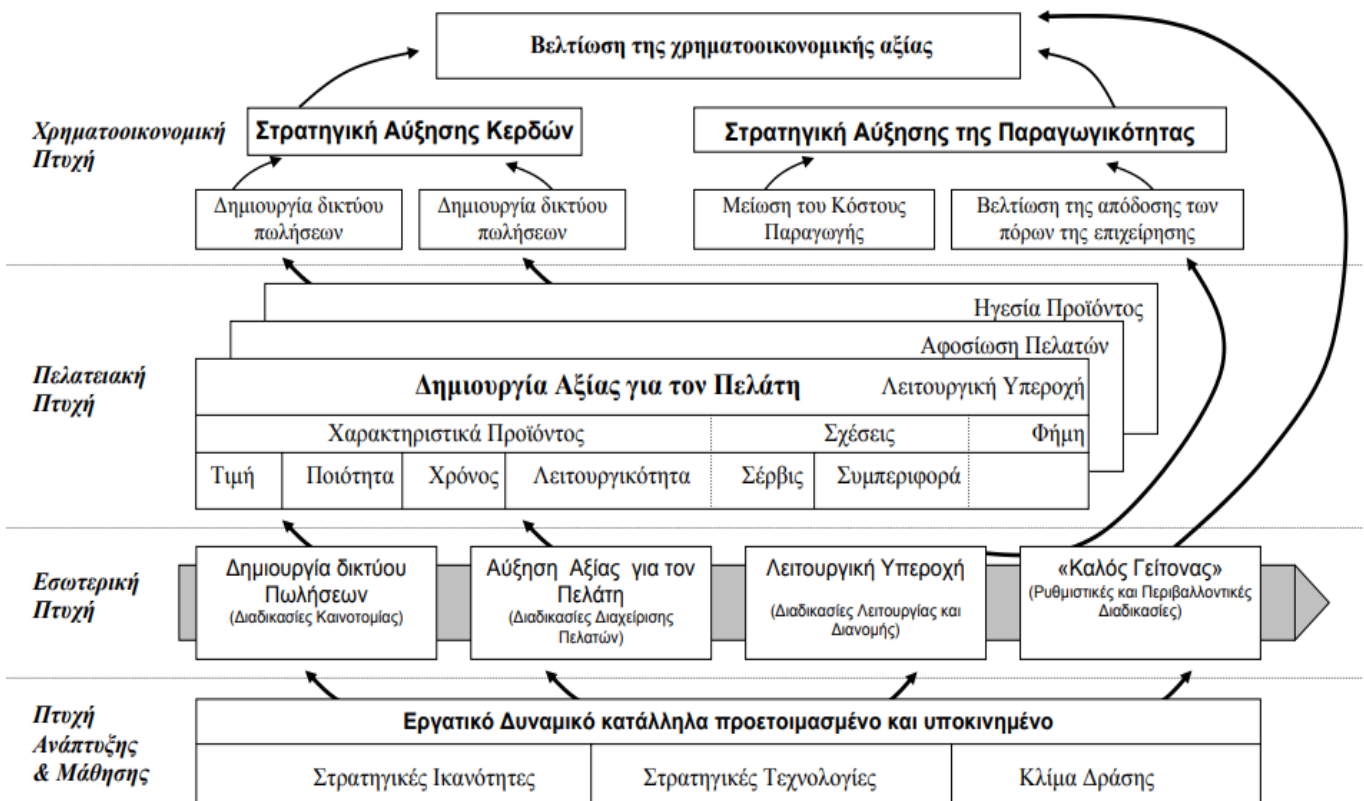 Βελτίωση της χρηματοοικονομικής αξίας
Χρηματοοικονομική
Πτυχή
Στρατηγική Αύξησης Κερδών
Στρατηγική Αύξησης της Παραγωγικότητας
Δημιουργία δικτύου
πωλήσεων
Δημιουργία δικτύου
πωλήσεων
Μείωση του Κόστους
Παραγωγής
Βελτίωση της απόδοσης των
πόρων της επιχείρησης
Πελατειακή
Πτυχή
Ηγεσία Προϊόντος
Αφοσίωση Πελατών
Δημιουργία Αξίας για τον Πελάτη
Λειτουργική Υπεροχή
Χαρακτηριστικά Προϊόντος
Σχέσεις
Φήμη
Τιμή
Ποιότητα
Χρόνος
Λειτουργικότητα
Σέρβις
Συμπεριφορά
Εσωτερική
Πτυχή
Δημιουργία δικτύου
Πωλήσεων
(Διαδικασίες Καινοτομίας)
Αύξηση Αξίας για τον
Πελάτη
(Διαδικασίες Διαχείρισης
Πελατών)
Λειτουργική Υπεροχή
(Διαδικασίες Λειτουργίας και
Διανομής)
«Καλός Γείτονας»
(Ρυθμιστικές και Περιβαλλοντικές
Διαδικασίες)
Πτυχή
Ανάπτυξης
& Μάθησης
Εργατικό Δυναμικό κατάλληλα προετοιμασμένο και υποκινημένο
Στρατηγικές Ικανότητες
Στρατηγικές Τεχνολογίες
Κλίμα Δράσης